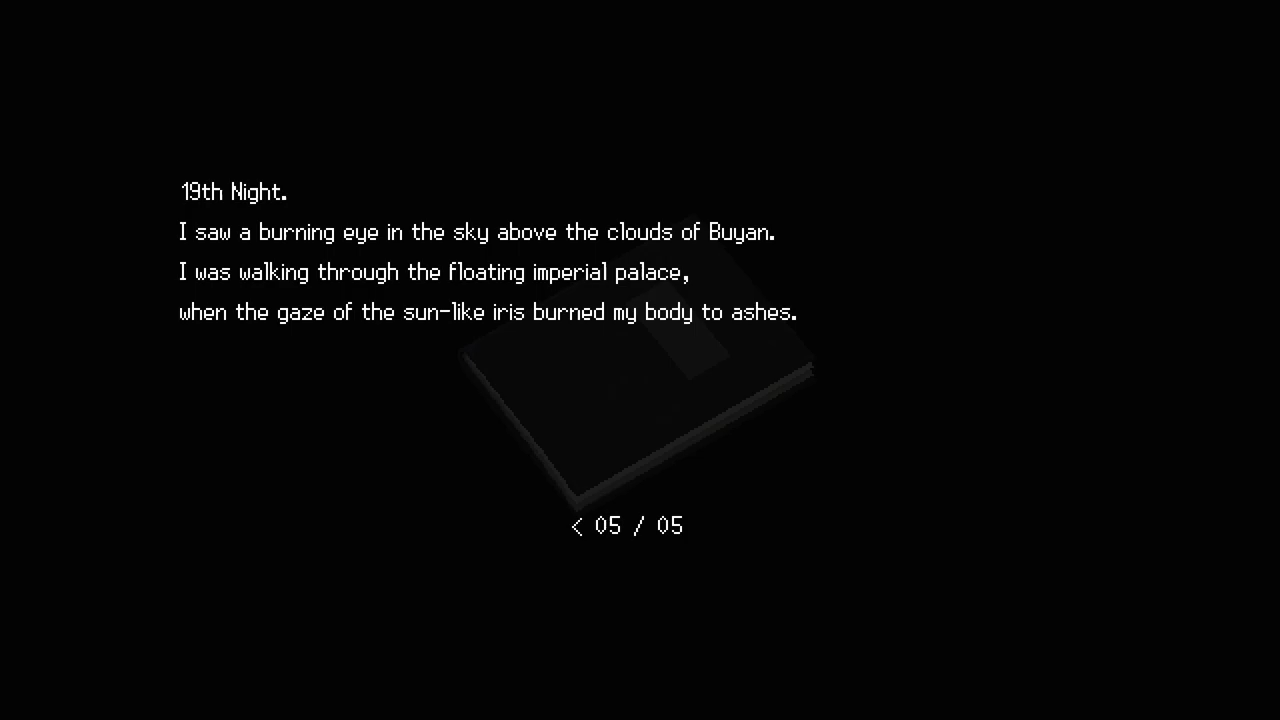 19th Night.
I saw a burning eye in the sky above the clouds of Buyan.
I was walking through the floating imperial palace,
when the gaze of the sun-like iris burned my body to ashes.
< 05 / 05